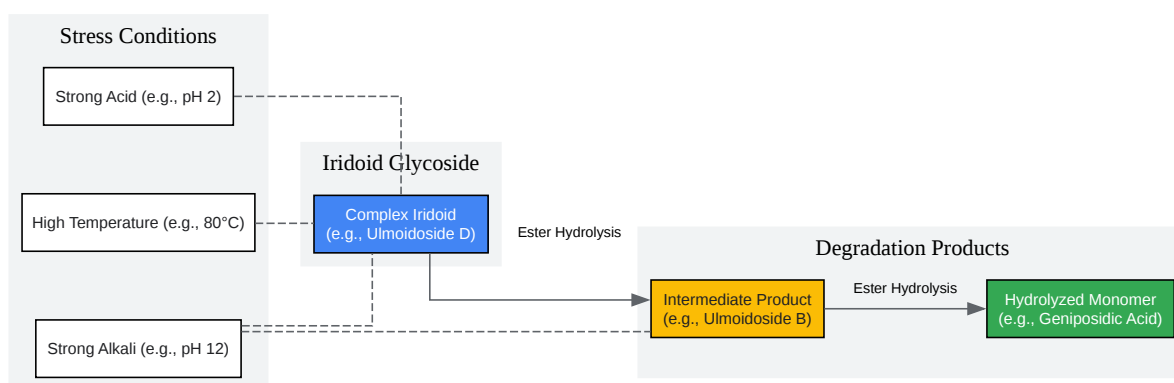 Stress Conditions
Strong Acid (e.g., pH 2)
High Temperature (e.g., 80°C)
Strong Alkali (e.g., pH 12)
Iridoid Glycoside
Complex Iridoid
(e.g., Ulmoidoside D)
Ester Hydrolysis
Degradation Products
Intermediate Product
(e.g., Ulmoidoside B)
Ester Hydrolysis
Hydrolyzed Monomer
(e.g., Geniposidic Acid)